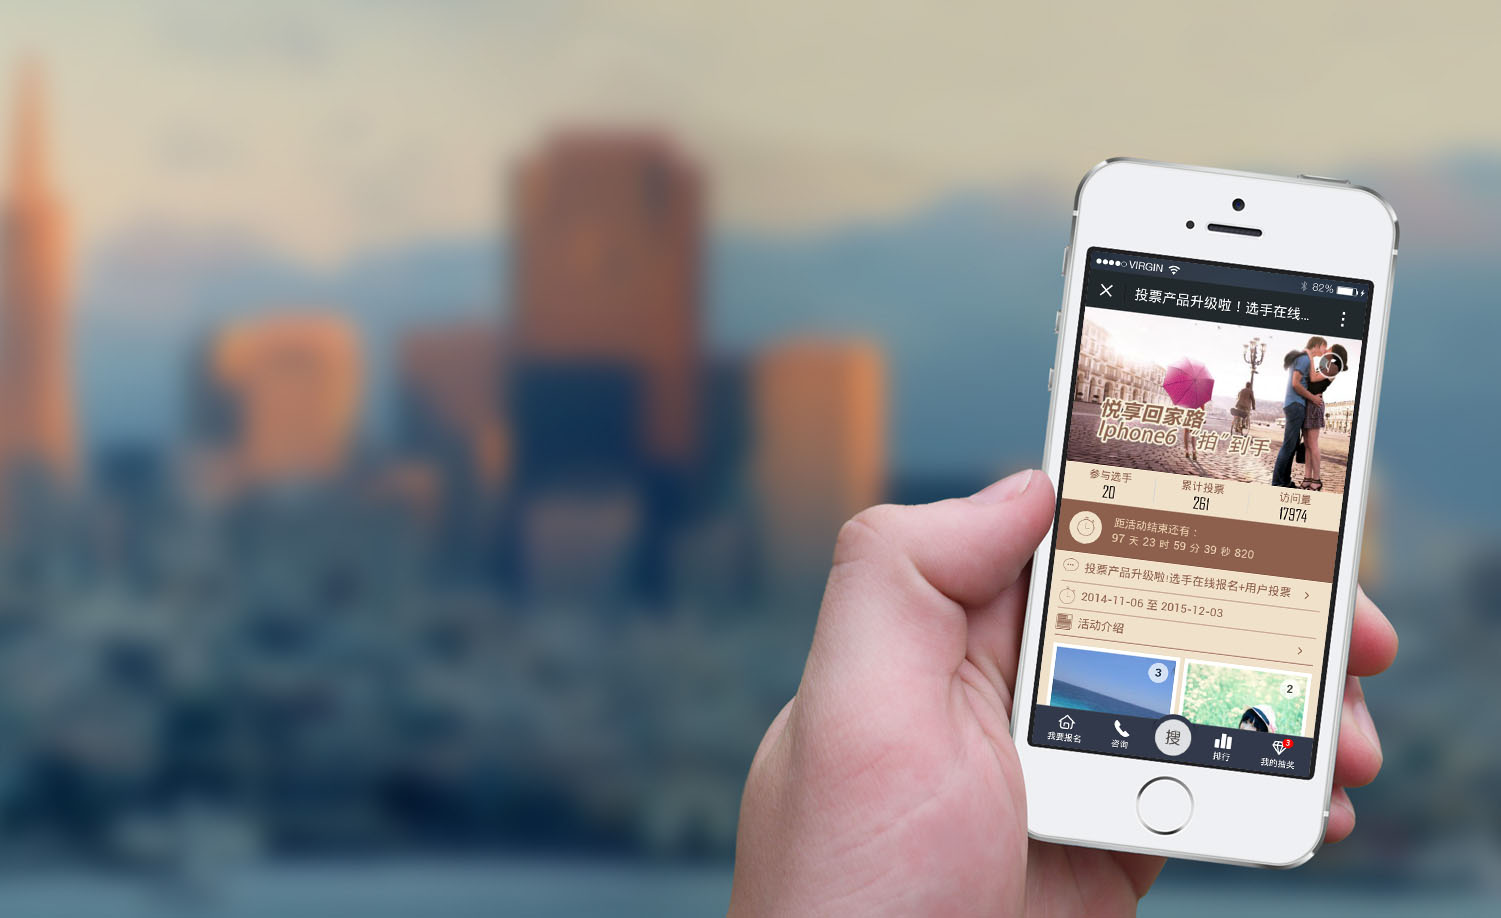 VIRGIN
82%
投票产品升级啦！选手在线...
悦享回家路
Iphone6 “拍”到手
参与选手
20
累计投票
261
访问量
17974
距活动结束还有：
97 天 23 时 59 分 39 秒 820
投票产品升级啦!选手在线报名+用户投票
2014-11-06 至 2015-12-03
活动介绍
3
2
我要报名
咨询
搜
排行
3
我的抽奖